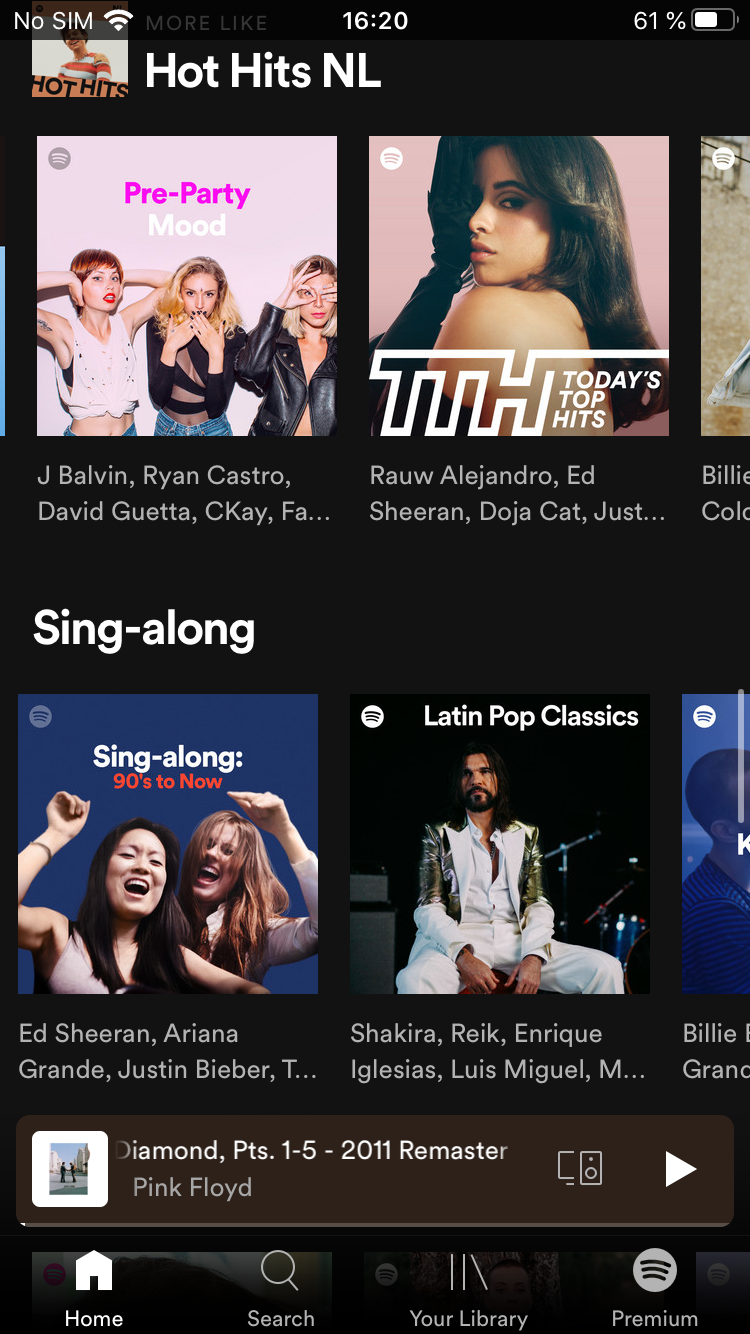 No SIM 16:20 61 %
MORE LIKE
Hot Hits NL
HOT HITS
Pre-Party
Mood
TTH TODAY'S
TOP
HITS
J Balvin, Ryan Castro,
David Guetta, CKay, Fa...
Rauw Alejandro, Ed
Sheeran, Doja Cat, Just...
Billie
Colo
Sing-along
Sing-along:
90's to Now
Latin Pop Classics
K
Ed Sheeran, Ariana
Grande, Justin Bieber, T...
Shakira, Reik, Enrique
Iglesias, Luis Miguel, M...
Billie E
Grand
Diamond, Pts. 1-5 - 2011 Remaster
Pink Floyd
Home
Search
Your Library
Premium